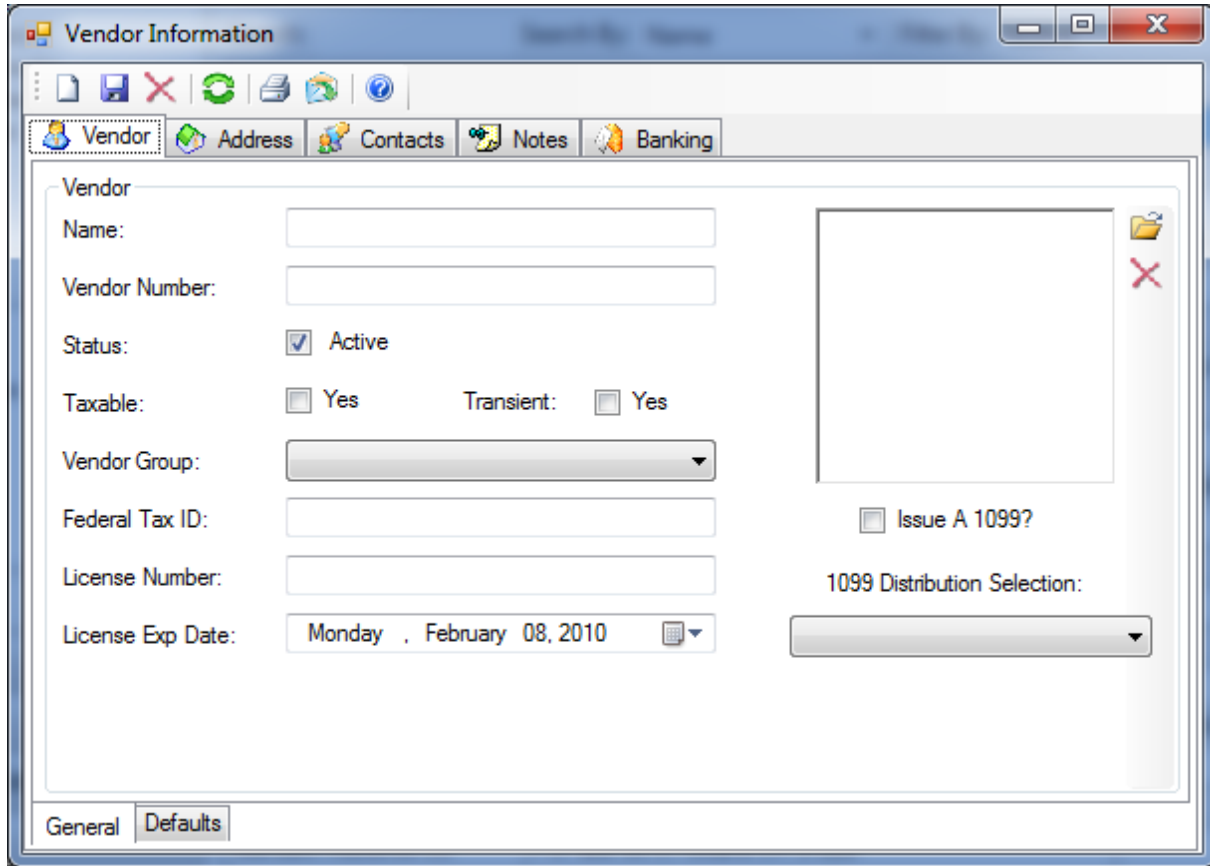 Vendor Information
Vendor Address Contacts Notes Banking
Vendor
Name:
Vendor Number:
Status: Active
Taxable: Yes Transient: Yes
Vendor Group:
Federal Tax ID: Issue A 1099?
License Number: 1099 Distribution Selection:
License Exp Date: Monday , February 08, 2010
General Defaults